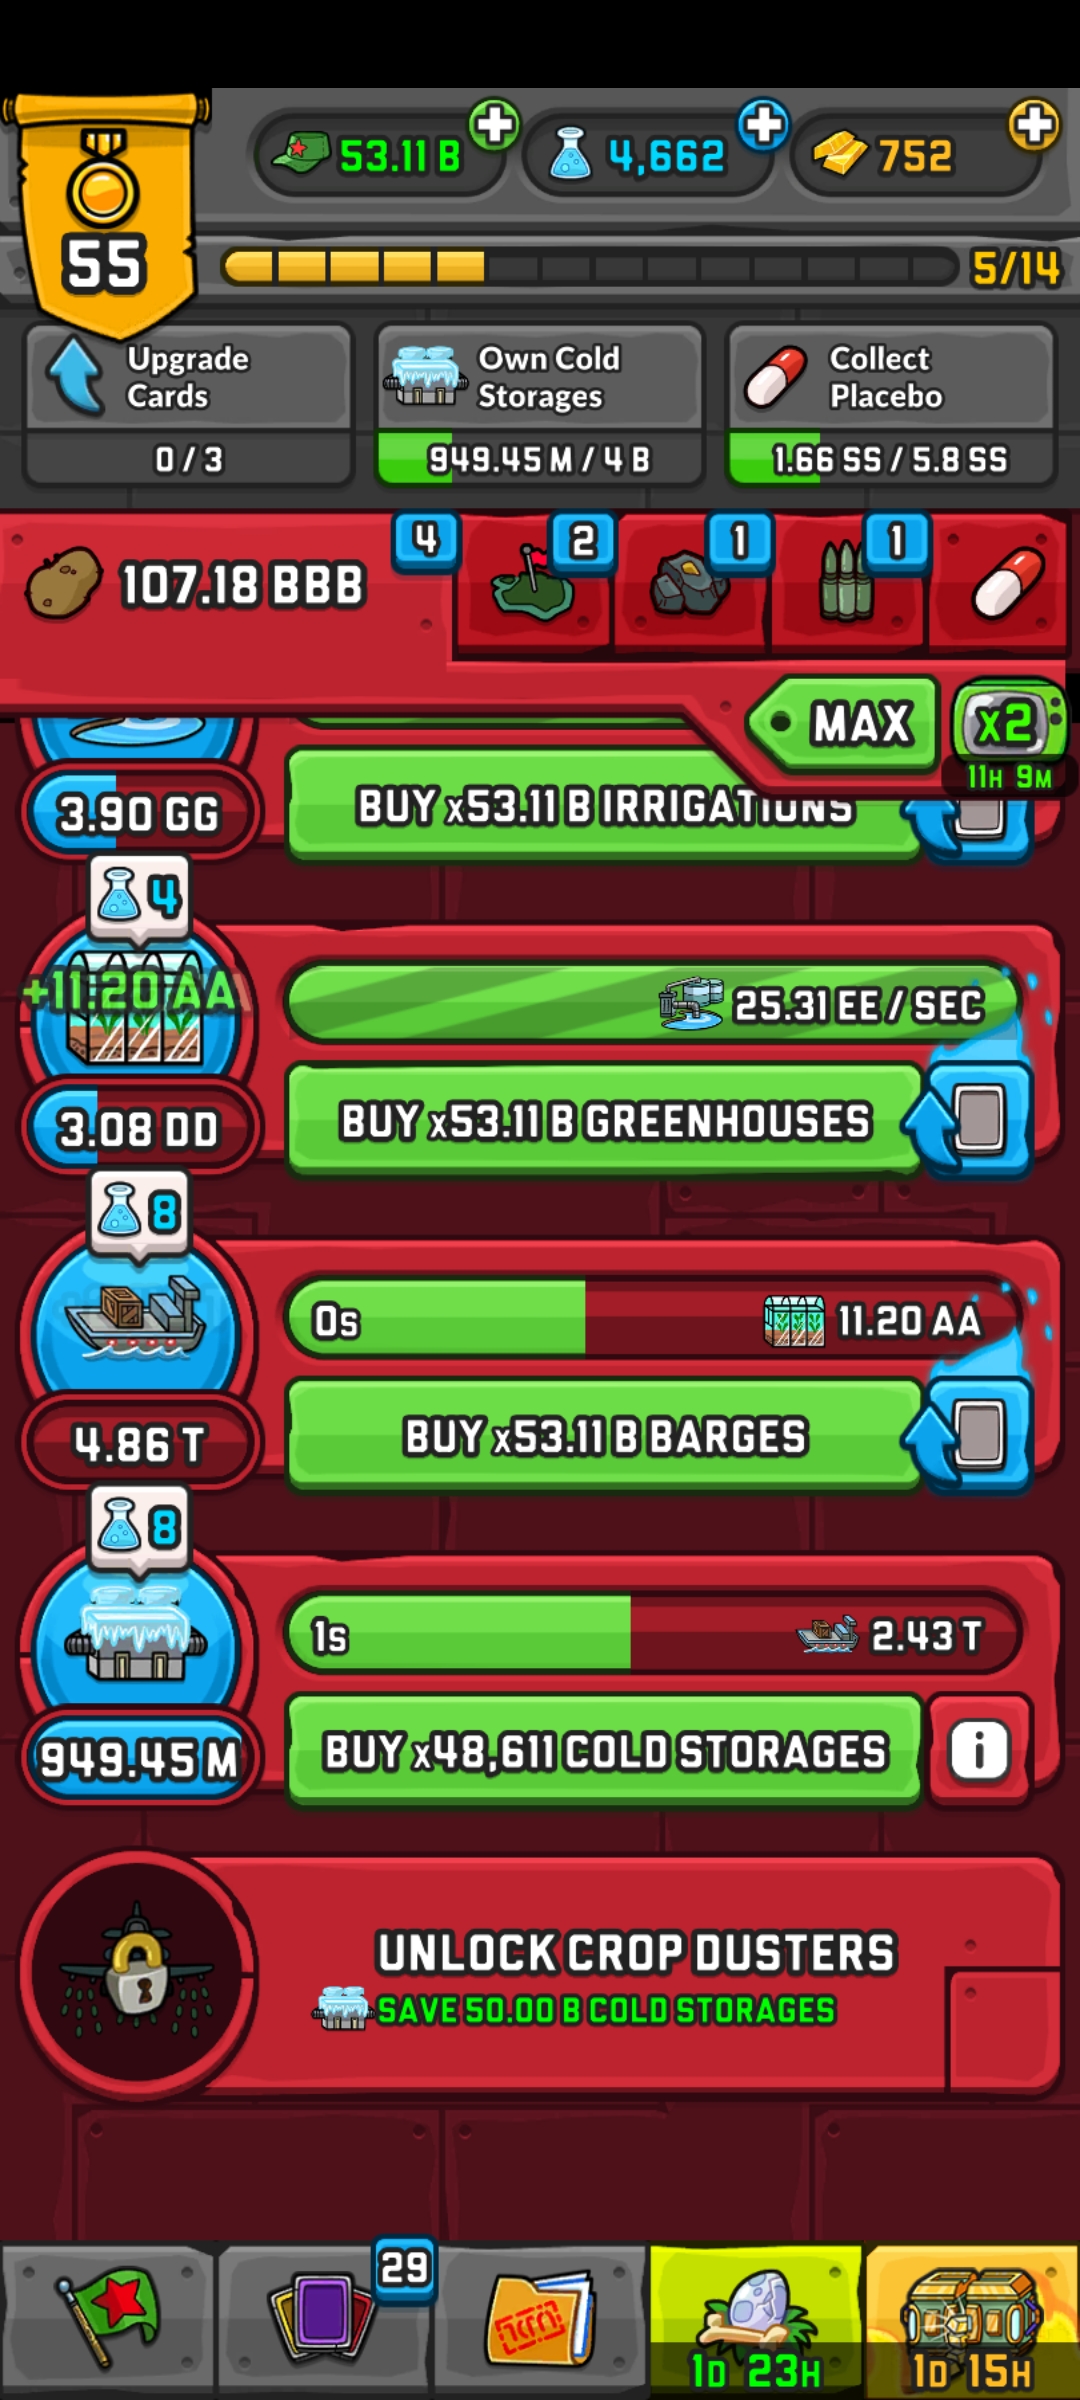 53.11 B
4,662
752
55
5/14
Upgrade
Cards
0 / 3
Own Cold
Storages
949.45 M / 4 B
Collect
Placebo
1.66 SS / 5.8 SS
107.18 BBB
4
2
1
1
MAX
x2
11H 9M
3.90 GG
BUY x53.11 B IRRIGATIONS
4
+11.20 AA
25.31 EE / SEC
3.08 DD
BUY x53.11 B GREENHOUSES
8
0s
11.20 AA
4.86 T
BUY x53.11 B BARGES
8
1s
2.43 T
949.45 M
BUY x48,611 COLD STORAGES
i
UNLOCK CROP DUSTERS
SAVE 50.00 B COLD STORAGES
29
1D 23H
1D 15H